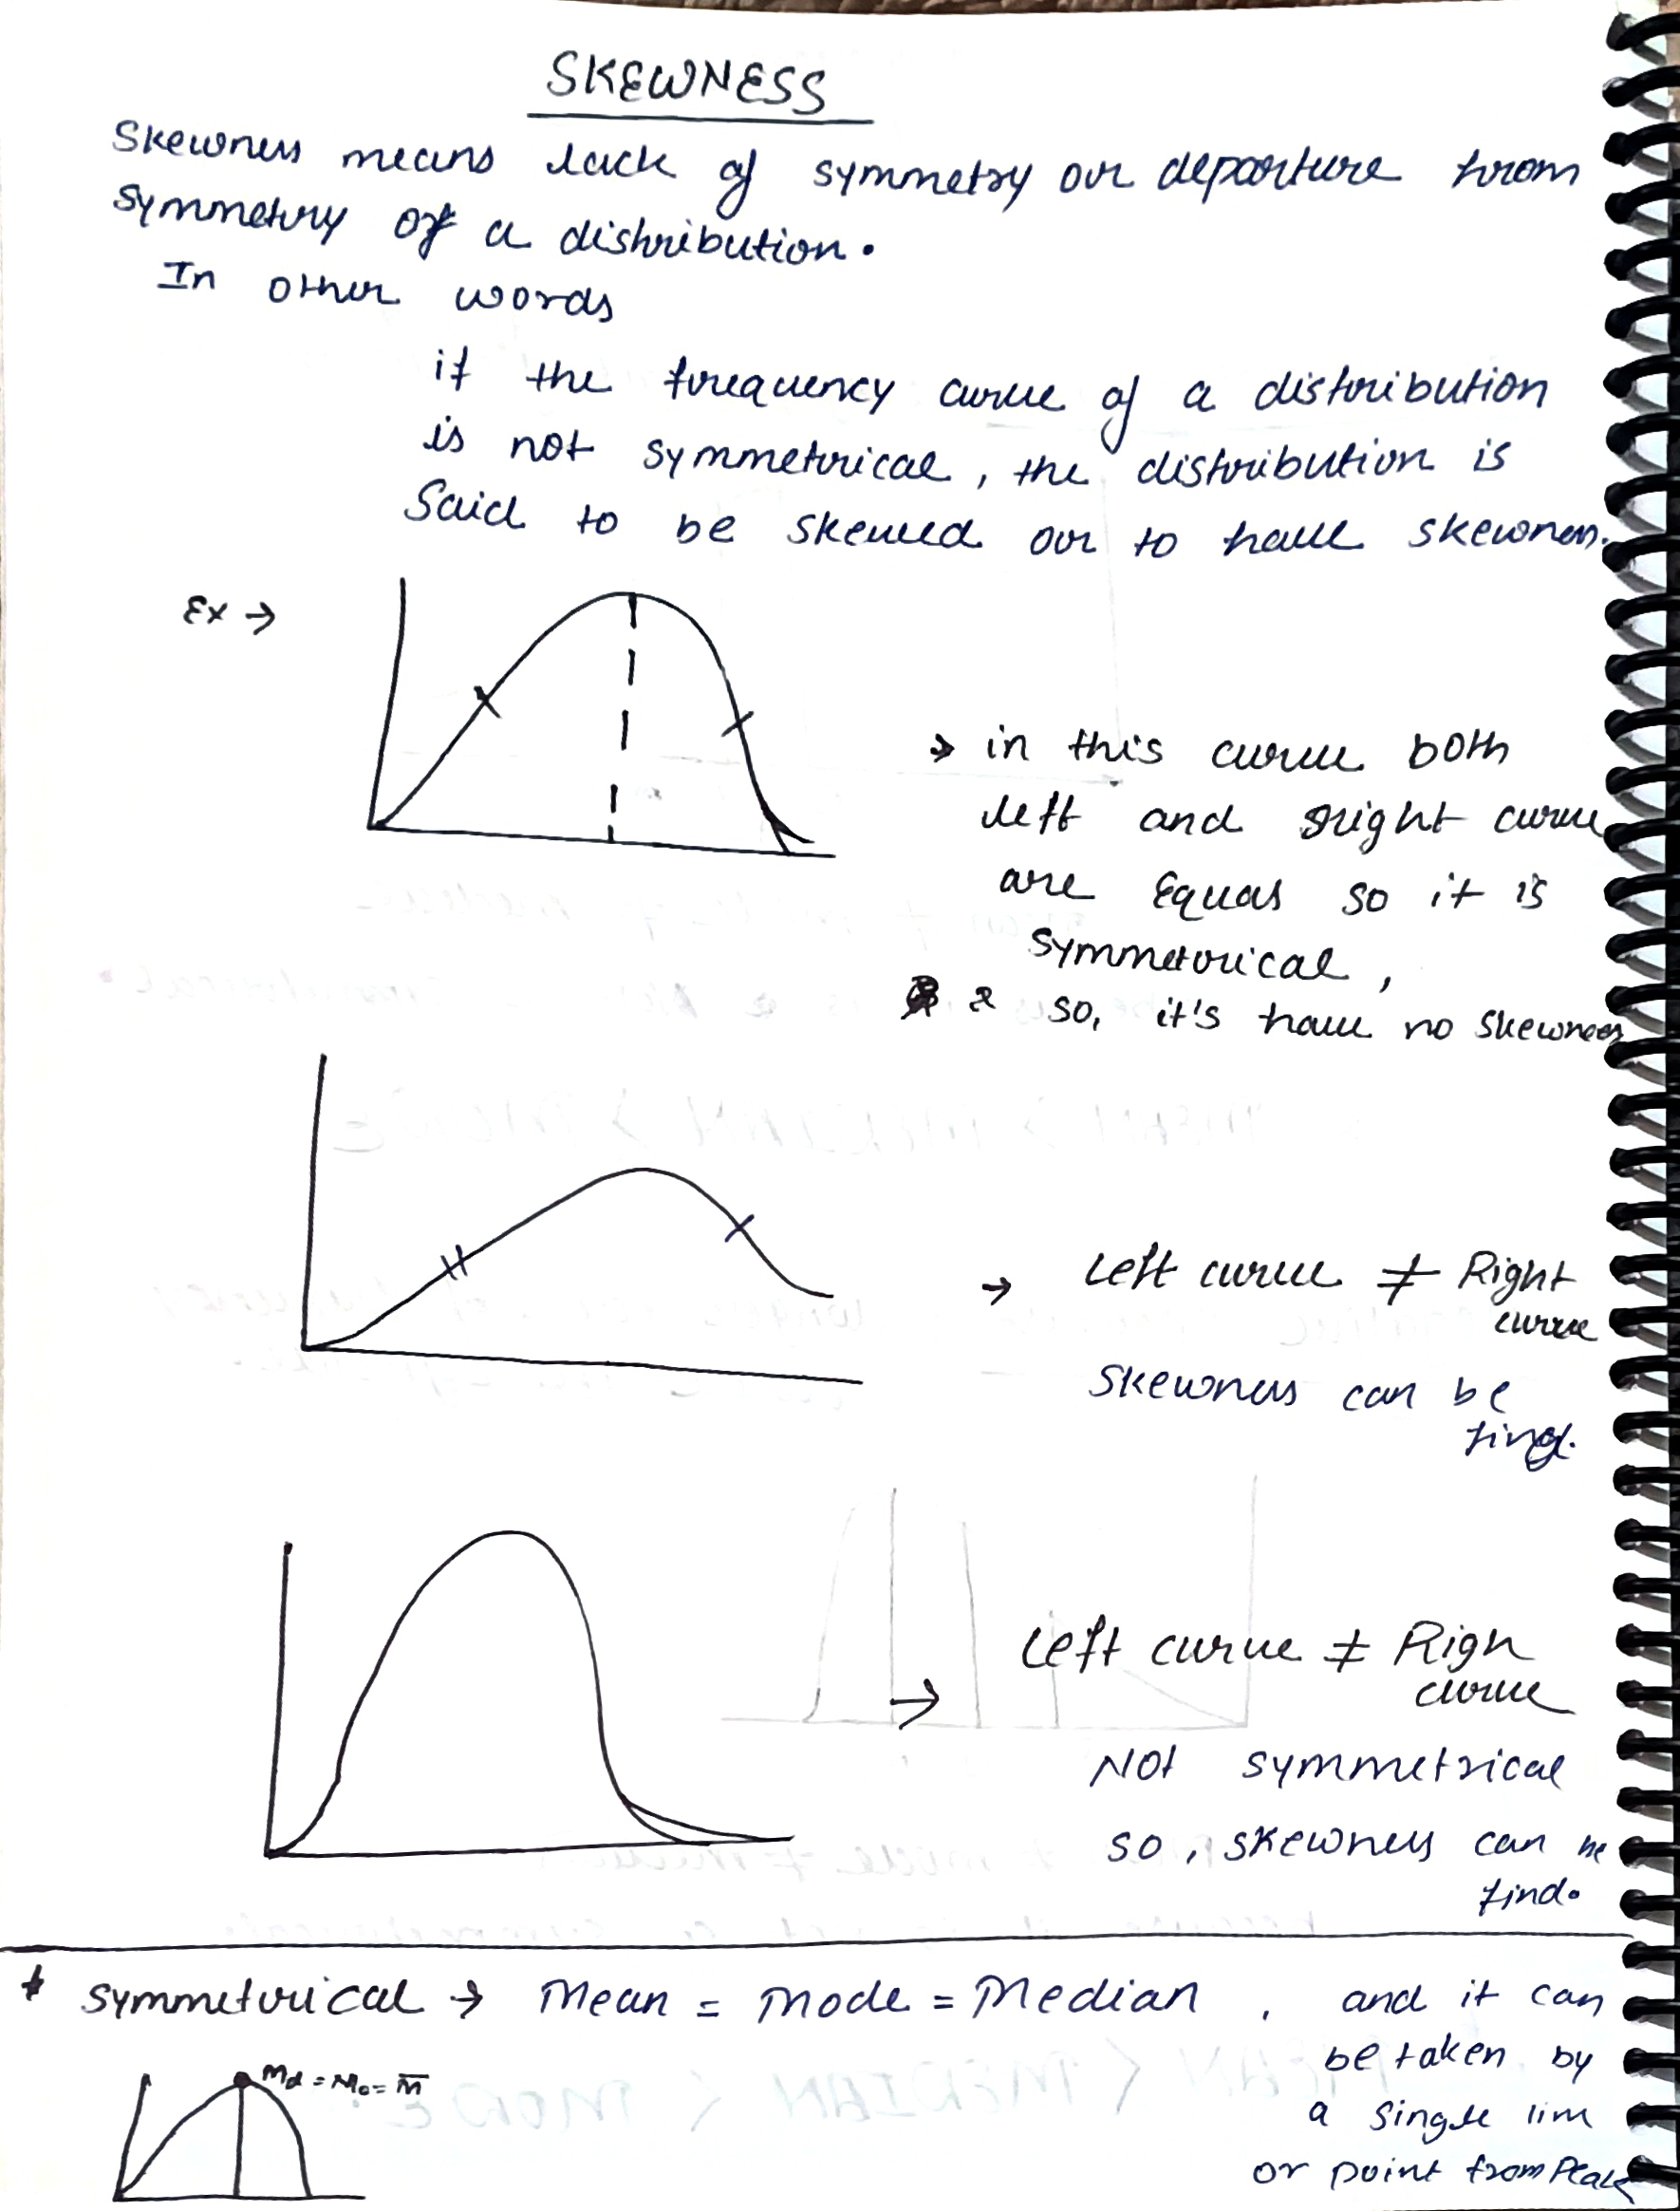 SKEWNESS
Skewness means lack of symmetry or departure from
symmetry of a distribution.
In other words
if the frequency curve of a distribution
is not symmetrical, the distribution is
Said to be skewed or to have skewness.
Ex →
→ in this curve both
left and right curve
are Equals so it is
symmetrical,
& so, it's have no skewness
→ Left curve ≠ Right
curve
Skewness can be
find.
→ Left curve ≠ Righ
curve
Not symmetrical
so, skewness can be
find.
* symmetrical → Mean = Mode = Median , and it can
be taken by
a single line
or point from Peak
Md = Mo = M̅